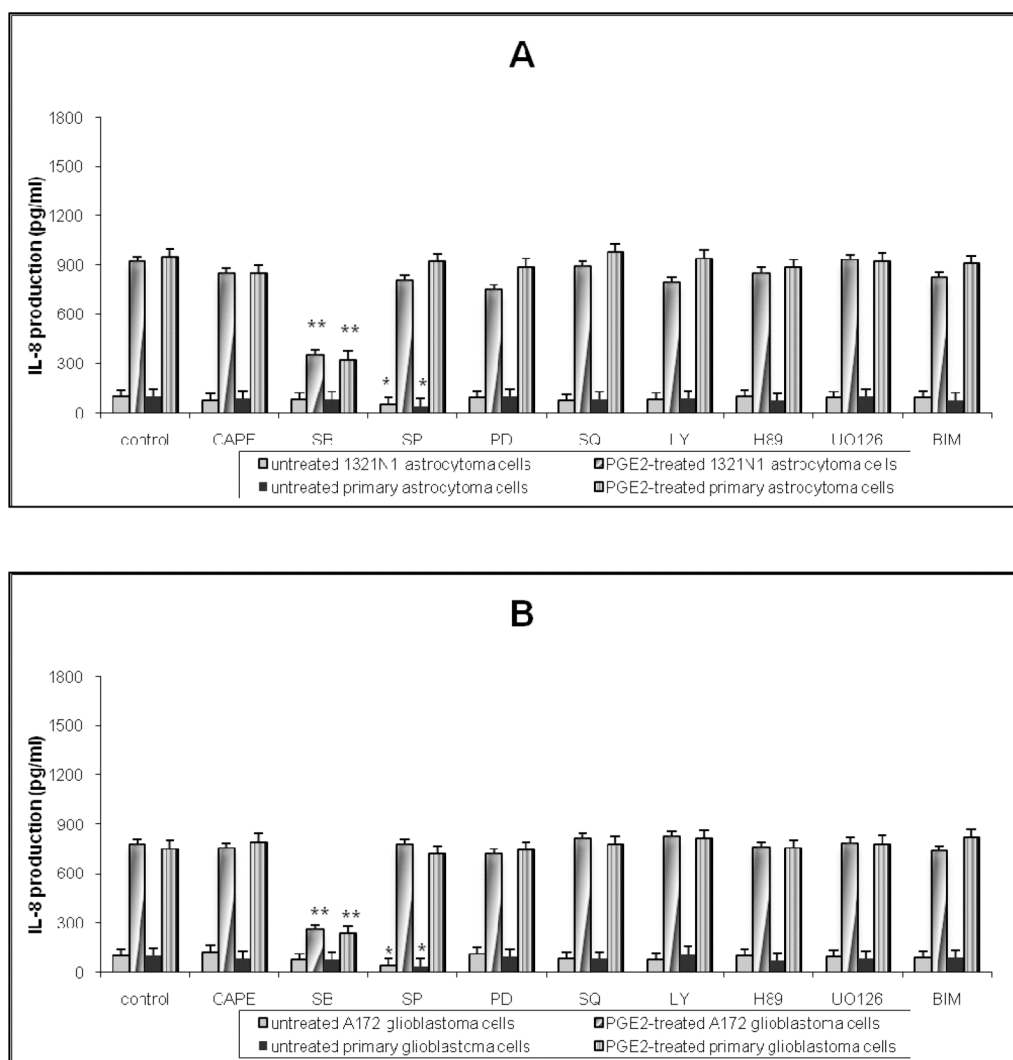 A
1800
1500
1200
900
600
300
0
IL-8 production (pg/ml)
** **
* *
control CAPE SB SP PD SQ LY H89 UO126 BIM
untreated 1321N1 astrocytoma cells PGE2-treated 1321N1 astrocytoma cells
untreated primary astrocytoma cells PGE2-treated primary astrocytoma cells
B
1800
1500
1200
900
600
300
0
IL-8 production (pg/ml)
** **
* *
control CAPE SB SP PD SQ LY H89 UO126 BIM
untreated A172 glioblastoma cells PGE2-treated A172 glioblastoma cells
untreated primary glioblastoma cells PGE2-treated primary glioblastoma cells